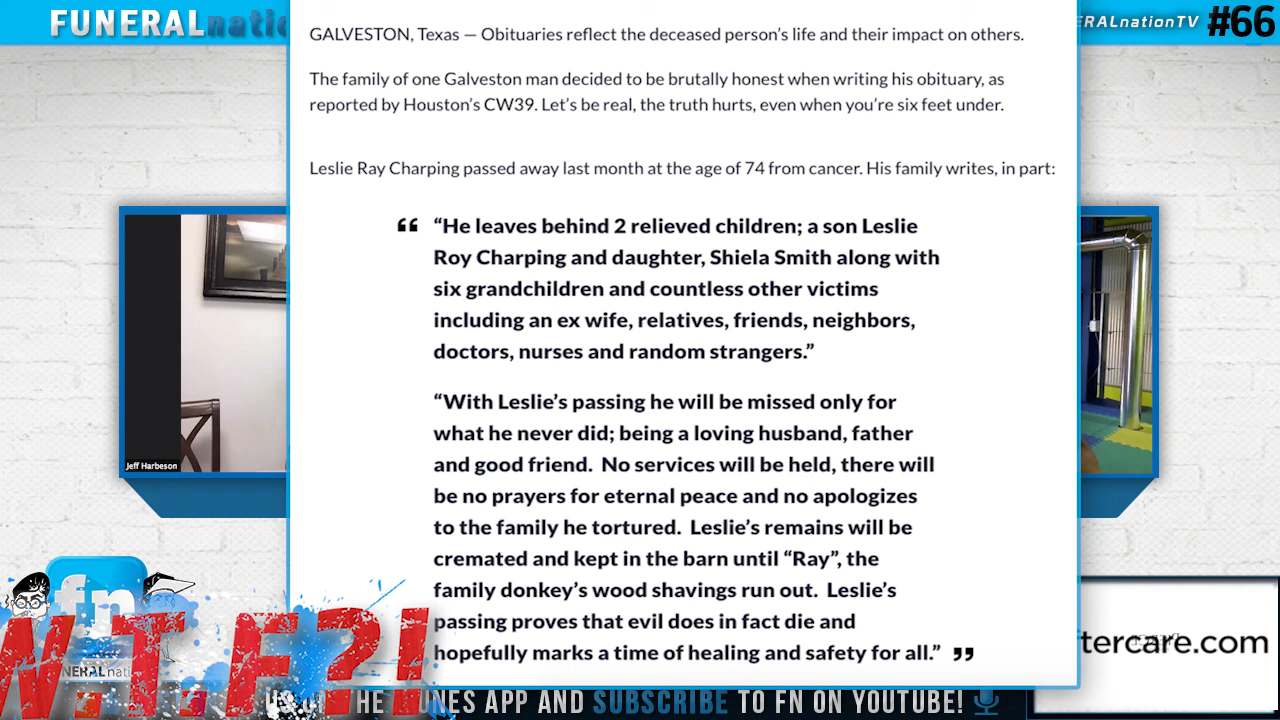 FUNERALnation
ERALnationTV #66
GALVESTON, Texas — Obituaries reflect the deceased person's life and their impact on others.
The family of one Galveston man decided to be brutally honest when writing his obituary, as
reported by Houston's CW39. Let's be real, the truth hurts, even when you're six feet under.
Leslie Ray Charping passed away last month at the age of 74 from cancer. His family writes, in part:
“ “He leaves behind 2 relieved children; a son Leslie
Roy Charping and daughter, Shiela Smith along with
six grandchildren and countless other victims
including an ex wife, relatives, friends, neighbors,
doctors, nurses and random strangers.”
“With Leslie’s passing he will be missed only for
what he never did; being a loving husband, father
and good friend.  No services will be held, there will
be no prayers for eternal peace and no apologizes
to the family he tortured.  Leslie’s remains will be
cremated and kept in the barn until “Ray”, the
family donkey’s wood shavings run out.  Leslie’s
passing proves that evil does in fact die and
hopefully marks a time of healing and safety for all.” ”
Jeff Harbeson
fn
W.T.F?!
ERALnati
tercare.com
THE UNES APP AND SUBSCRIBE TO FN ON YOUTUBE!